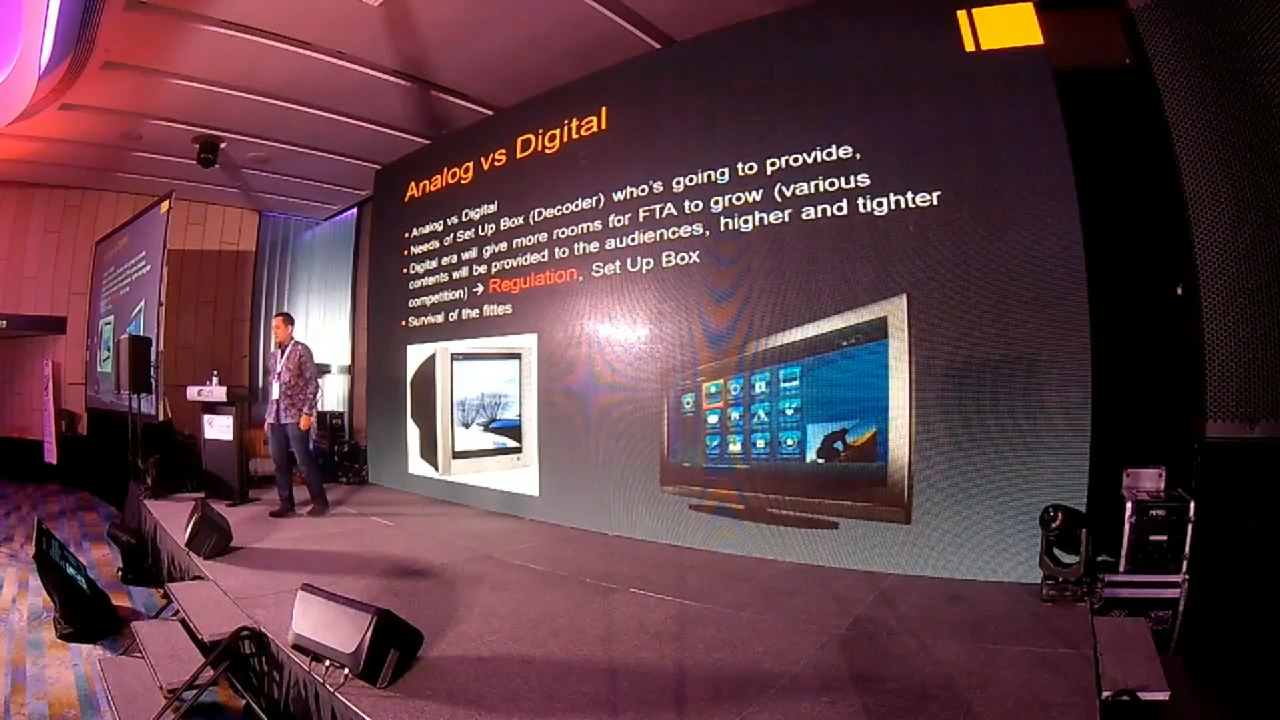 Analog vs Digital
• Analog vs Digital
• Needs of Set Up Box (Decoder) who's going to provide,
• Digital era will give more rooms for FTA to grow (various
contents will be provided to the audiences, higher and tighter
competition) → Regulation, Set Up Box
• Survival of the fittes